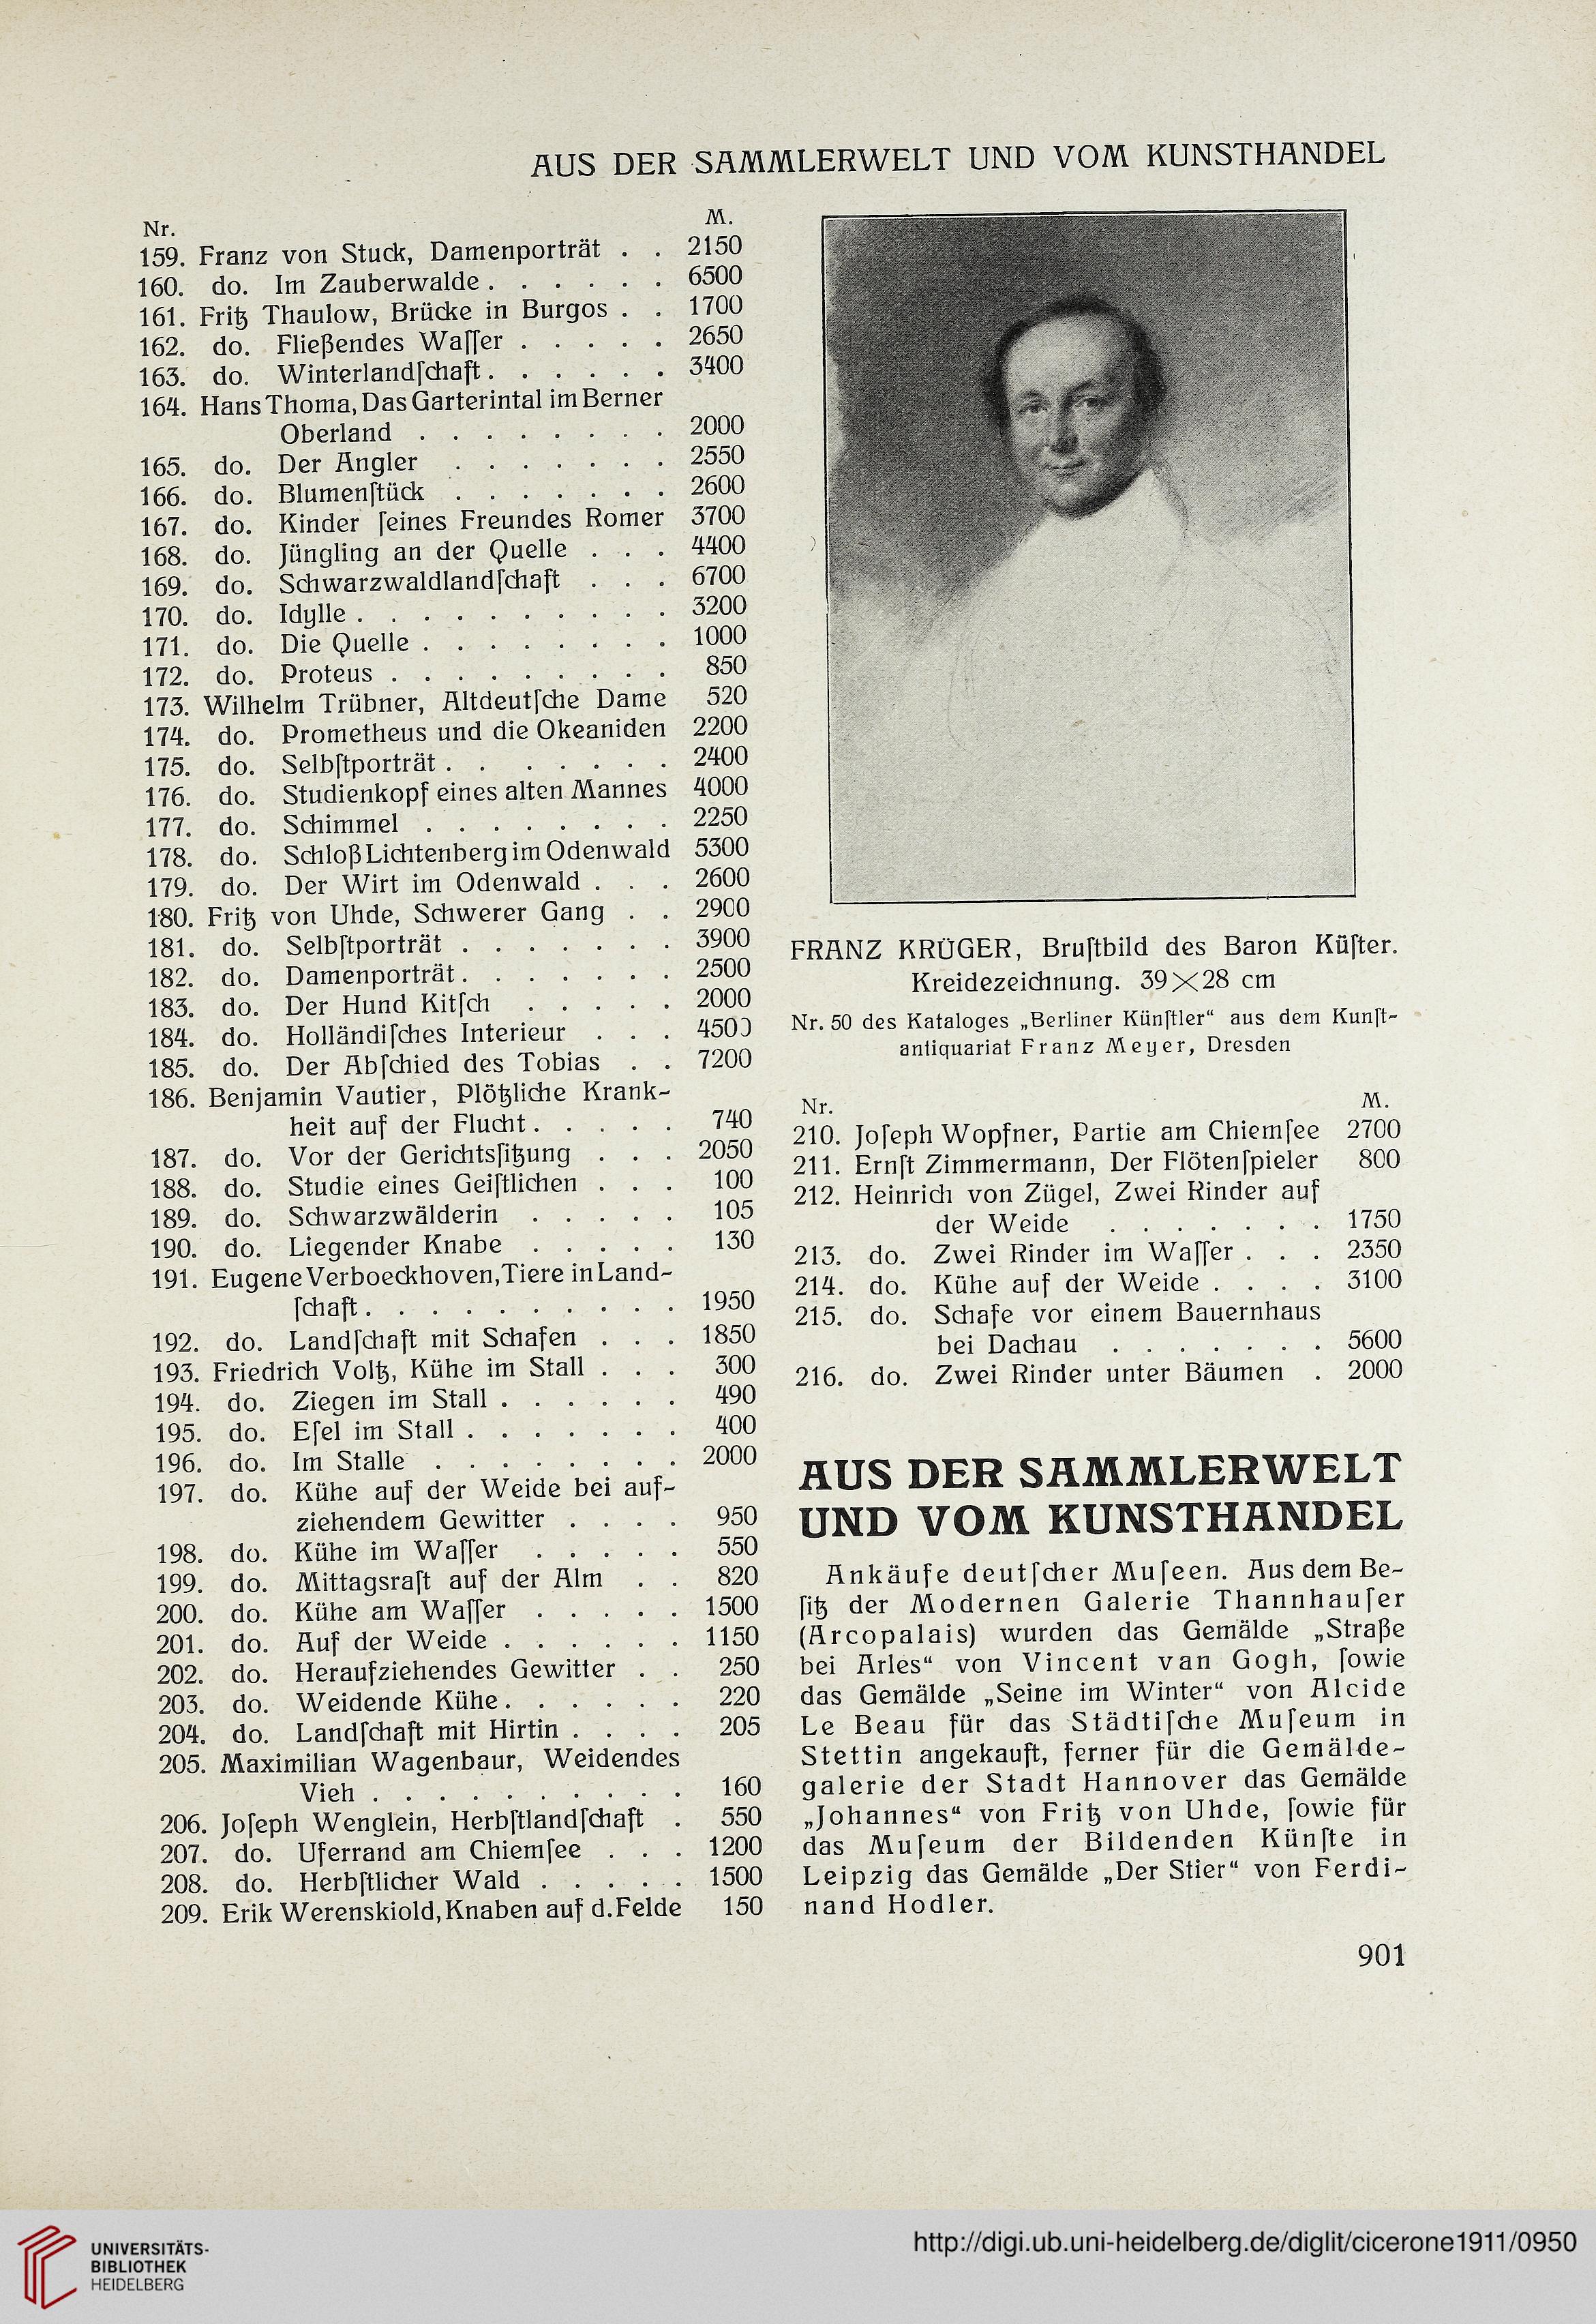 AUS DER SAMMLERWELT UND VOM KUNSTHANDEL
Nr. M.
159. Franz von Stuck, Damenporträt . . 2150
160. do. Im Zauberwalde . . . . . . 6500
161. Fritz Thaulow, Brücke in Burgos . . 1700
162. do. Fließendes Waſſer . . . . . 2650
163. do. Winterlandſchaft . . . . . . 3400
164. Hans Thoma, Das Garterintal im Berner
Oberland . . . . . . . . 2000
165. do. Der Angler . . . . . . . 2550
166. do. Blumenſtück . . . . . . . 2600
167. do. Kinder ſeines Freundes Romer 3700
168. do. Jüngling an der Quelle . . . 4400
169. do. Schwarzwaldlandſchaft . . . 6700
170. do. Idylle . . . . . . . . . . 3200
171. do. Die Quelle . . . . . . . . 1000
172. do. Proteus . . . . . . . . . 850
173. Wilhelm Trübner, Altdeutſche Dame 520
174. do. Prometheus und die Okeaniden 2200
175. do. Selbſtporträt . . . . . . . 2400
176. do. Studienkopf eines alten Mannes 4000
177. do. Schimmel . . . . . . . . 2250
178. do. Schloß Lichtenberg im Odenwald 5300
179. do. Der Wirt im Odenwald . . . 2600
180. Fritz von Uhde, Schwerer Gang . . 2900
181. do. Selbſtporträt . . . . . . . 3900
182. do. Damenporträt . . . . . . . 2500
183. do. Der Hund Kitſch . . . . . 2000
184. do. Holländiſches Interieur . . . 4500
185. do. Der Abſchied des Tobias . . 7200
186. Benjamin Vautier, Plötzliche Krank-
heit auf der Flucht . . . . . 740
187. do. Vor der Gerichtsſitzung . . . 2050
188. do. Studie eines Geiſtlichen . . . 100
189. do. Schwarzwälderin . . . . . 105
190. do. Liegender Knabe . . . . . 130
191. Eugene Verboeckhoven, Tiere in Land-
ſchaft . . . . . . . . . . 1950
192. do. Landſchaft mit Schafen . . . 1850
193. Friedrich Voltz, Kühe im Stall . . . 300
194. do. Ziegen im Stall . . . . . . 490
195. do. Eſel im Stall . . . . . . . 400
196. do. Im Stalle . . . . . . . . 2000
197. do. Kühe auf der Weide bei auf-
ziehendem Gewitter . . . . 950
198. do. Kühe im Waſſer . . . . . 550
199. do. Mittagsraſt auf der Alm . . 820
200. do. Kühe am Waſſer . . . . . 1500
201. do. Auf der Weide . . . . . . 1150
202. do. Heraufziehendes Gewitter . . 250
203. do. Weidende Kühe . . . . . . 220
204. do. Landſchaft mit Hirtin . . . . 205
205. Maximilian Wagenbaur, Weidendes
Vieh . . . . . . . . . . 160
206. Joſeph Wenglein, Herbſtlandſchaft . 550
207. do. Uferrand am Chiemſee . . . 1200
208. do. Herbſtlicher Wald . . . . . 1500
209. Erik Werenskiold, Knaben auf d. Felde 150
FRANZ KRÜGER, Bruſtbild des Baron Küſter.
Kreidezeichnung. 39×28 cm
Nr. 50 des Kataloges „Berliner Künſtler“ aus dem Kunſt-
antiquariat Franz Meyer, Dresden
Nr. M.
210. Joſeph Wopfner, Partie am Chiemſee 2700
211. Ernſt Zimmermann, Der Flötenſpieler 800
212. Heinrich von Zügel, Zwei Rinder auf
der Weide . . . . . . . 1750
213. do. Zwei Rinder im Waſſer . . . 2350
214. do. Kühe auf der Weide . . . . 3100
215. do. Schafe vor einem Bauernhaus
bei Dachau . . . . . . . 5600
216. do. Zwei Rinder unter Bäumen . 2000
AUS DER SAMMLERWELT
UND VOM KUNSTHANDEL
Ankäufe deutſcher Muſeen. Aus dem Be-
ſitz der Modernen Galerie Thannhauſer
(Arcopalais) wurden das Gemälde „Straße
bei Arles“ von Vincent van Gogh, ſowie
das Gemälde „Seine im Winter“ von Alcide
Le Beau für das Städtiſche Muſeum in
Stettin angekauft, ferner für die Gemälde-
galerie der Stadt Hannover das Gemälde
„Johannes“ von Fritz von Uhde, ſowie für
das Muſeum der Bildenden Künſte in
Leipzig das Gemälde „Der Stier“ von Ferdi-
nand Hodler.
901
UNIVERSITÄTS-
BIBLIOTHEK
HEIDELBERG
http://digi.ub.uni-heidelberg.de/diglit/cicerone1911/0950